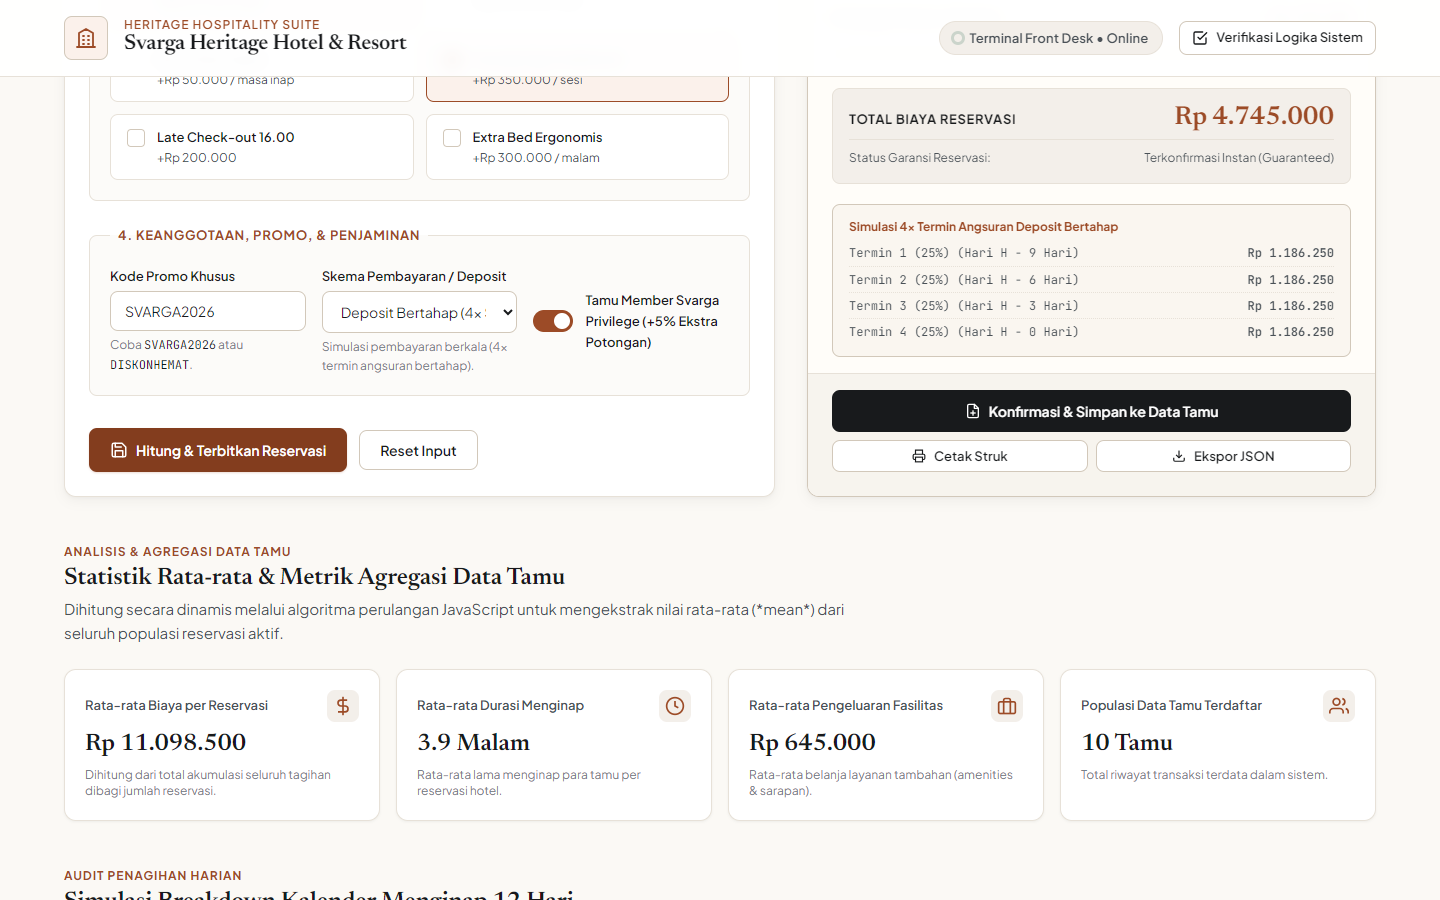 HERITAGE HOSPITALITY SUITE
Svarga Heritage Hotel & Resort
Terminal Front Desk • Online
Verifikasi Logika Sistem
+Rp 50.000 / masa inap
+Rp 350.000 / sesi
Late Check-out 16.00
+Rp 200.000
Extra Bed Ergonomis
+Rp 300.000 / malam
4. KEANGGOTAAN, PROMO, & PENJAMINAN
Kode Promo Khusus
SVARGA2026
Coba SVARGA2026 atau
DISKONHEMAT.
Skema Pembayaran / Deposit
Deposit Bertahap (4×
Simulasi pembayaran berkala (4×
termin angsuran bertahap).
Tamu Member Svarga
Privilege (+5% Ekstra
Potongan)
Hitung & Terbitkan Reservasi
Reset Input
TOTAL BIAYA RESERVASI
Rp 4.745.000
Status Garansi Reservasi:
Terkonfirmasi Instan (Guaranteed)
Simulasi 4× Termin Angsuran Deposit Bertahap
Termin 1 (25%) (Hari H - 9 Hari) Rp 1.186.250
Termin 2 (25%) (Hari H - 6 Hari) Rp 1.186.250
Termin 3 (25%) (Hari H - 3 Hari) Rp 1.186.250
Termin 4 (25%) (Hari H - 0 Hari) Rp 1.186.250
Konfirmasi & Simpan ke Data Tamu
Cetak Struk
Ekspor JSON
ANALISIS & AGREGASI DATA TAMU
Statistik Rata-rata & Metrik Agregasi Data Tamu
Dihitung secara dinamis melalui algoritma perulangan JavaScript untuk mengekstrak nilai rata-rata (*mean*) dari
seluruh populasi reservasi aktif.
Rata-rata Biaya per Reservasi
Rp 11.098.500
Dihitung dari total akumulasi seluruh tagihan
dibagi jumlah reservasi.
Rata-rata Durasi Menginap
3.9 Malam
Rata-rata lama menginap para tamu per
reservasi hotel.
Rata-rata Pengeluaran Fasilitas
Rp 645.000
Rata-rata belanja layanan tambahan (amenities
& sarapan).
Populasi Data Tamu Terdaftar
10 Tamu
Total riwayat transaksi terdata dalam sistem.
AUDIT PENAGIHAN HARIAN
Simulasi Breakdown Kalender Menginap 12 Hari